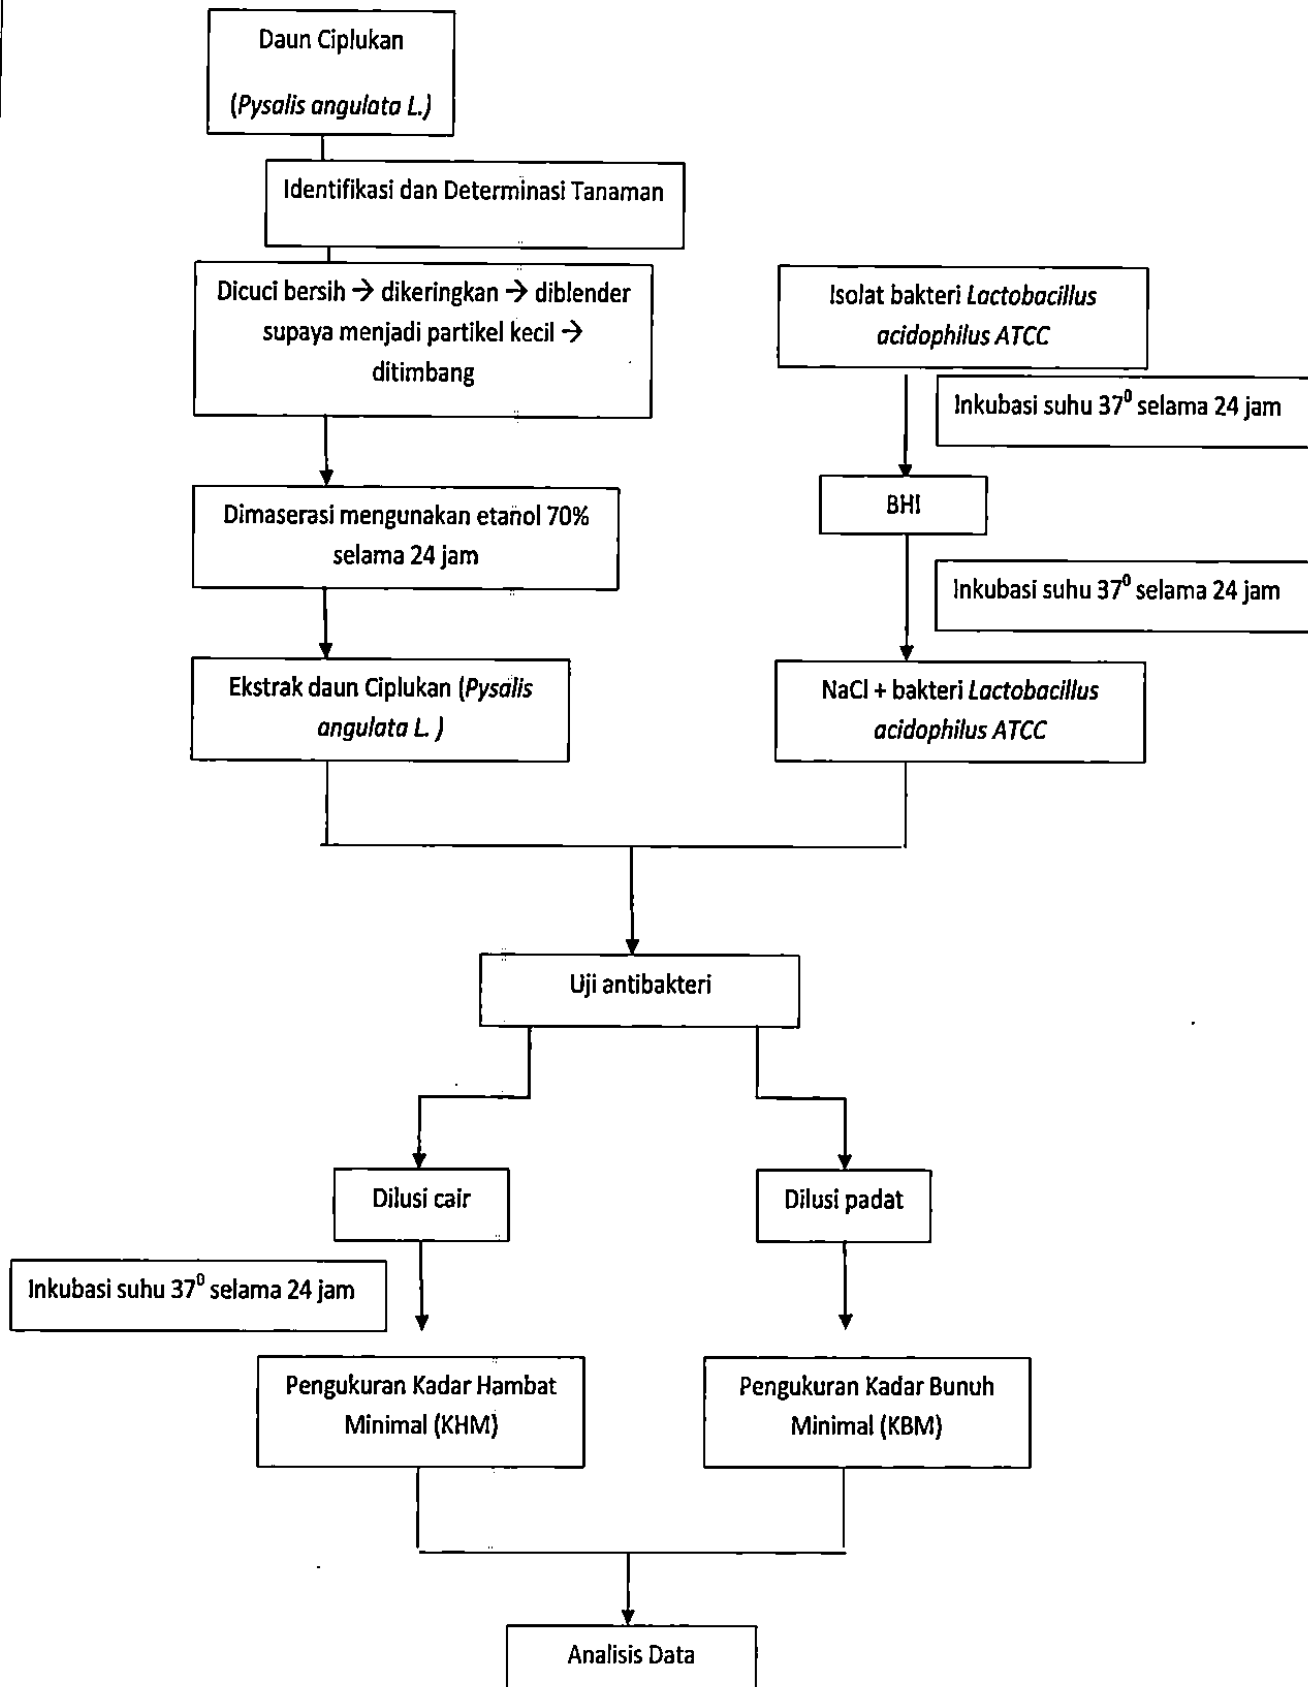 Daun Ciplukan
(Pysalis angulata L.)
Identifikasi dan Determinasi Tanaman
Dicuci bersih → dikeringkan → diblender
supaya menjadi partikel kecil →
ditimbang
Isolat bakteri Lactobacillus
acidophilus ATCC
Inkubasi suhu 37⁰ selama 24 jam
Dimaserasi mengunakan etanol 70%
selama 24 jam
BHI
Inkubasi suhu 37⁰ selama 24 jam
Ekstrak daun Ciplukan (Pysalis
angulata L. )
NaCl + bakteri Lactobacillus
acidophilus ATCC
Uji antibakteri
Dilusi cair
Dilusi padat
Inkubasi suhu 37⁰ selama 24 jam
Pengukuran Kadar Hambat
Minimal (KHM)
Pengukuran Kadar Bunuh
Minimal (KBM)
Analisis Data